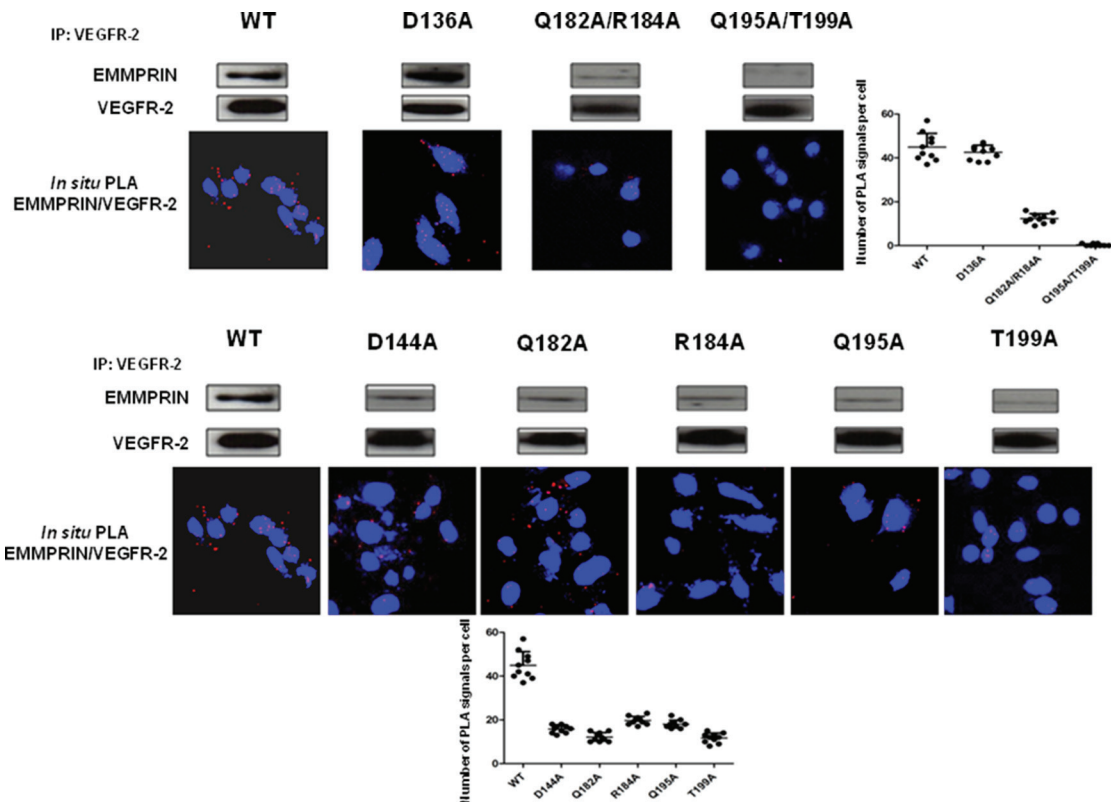 WT D136A Q182A/R184A Q195A/T199A
IP: VEGFR-2
EMMPRIN
VEGFR-2
In situ PLA
EMMPRIN/VEGFR-2
Number of PLA signals per cell
60
40
20
0
WT D136A Q182A/R184A Q195A/T199A
WT D144A Q182A R184A Q195A T199A
IP: VEGFR-2
EMMPRIN
VEGFR-2
In situ PLA
EMMPRIN/VEGFR-2
Number of PLA signals per cell
60
40
20
0
WT D144A Q182A R184A Q195A T199A